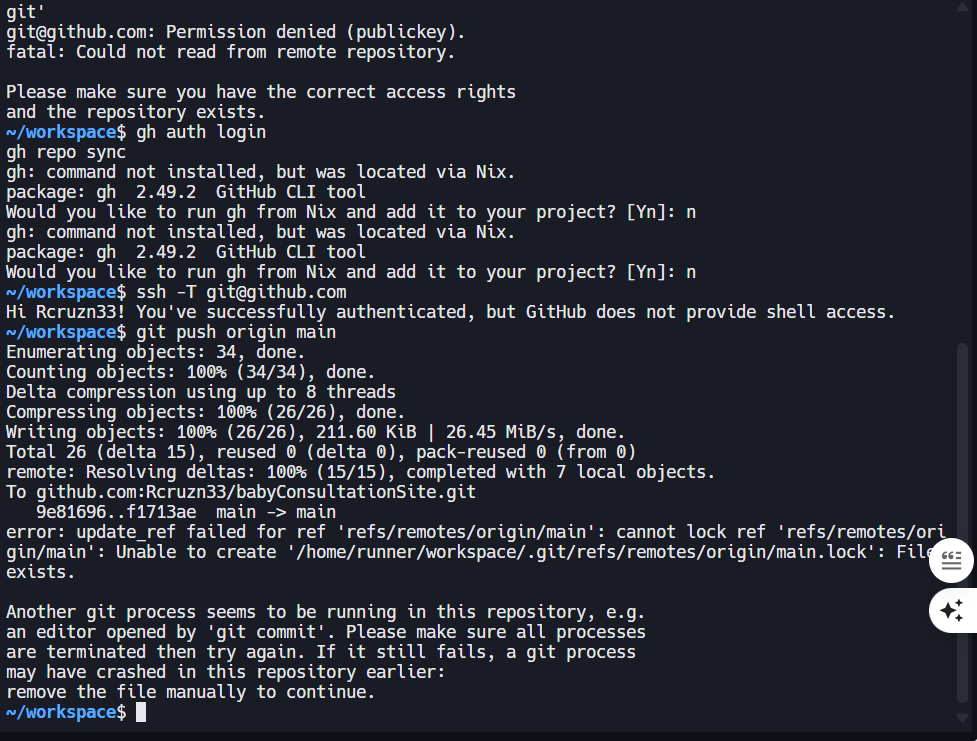 git'
git@github.com: Permission denied (publickey).
fatal: Could not read from remote repository.

Please make sure you have the correct access rights
and the repository exists.
~/workspace$ gh auth login
gh repo sync
gh: command not installed, but was located via Nix.
package: gh  2.49.2  GitHub CLI tool
Would you like to run gh from Nix and add it to your project? [Yn]: n
gh: command not installed, but was located via Nix.
package: gh  2.49.2  GitHub CLI tool
Would you like to run gh from Nix and add it to your project? [Yn]: n
~/workspace$ ssh -T git@github.com
Hi Rcruzn33! You've successfully authenticated, but GitHub does not provide shell access.
~/workspace$ git push origin main
Enumerating objects: 34, done.
Counting objects: 100% (34/34), done.
Delta compression using up to 8 threads
Compressing objects: 100% (26/26), done.
Writing objects: 100% (26/26), 211.60 KiB | 26.45 MiB/s, done.
Total 26 (delta 15), reused 0 (delta 0), pack-reused 0 (from 0)
remote: Resolving deltas: 100% (15/15), completed with 7 local objects.
To github.com:Rcruzn33/babyConsultationSite.git
   9e81696..f1713ae  main -> main
error: update_ref failed for ref 'refs/remotes/origin/main': cannot lock ref 'refs/remotes/ori
gin/main': Unable to create '/home/runner/workspace/.git/refs/remotes/origin/main.lock': File
exists.

Another git process seems to be running in this repository, e.g.
an editor opened by 'git commit'. Please make sure all processes
are terminated then try again. If it still fails, a git process
may have crashed in this repository earlier:
remove the file manually to continue.
~/workspace$